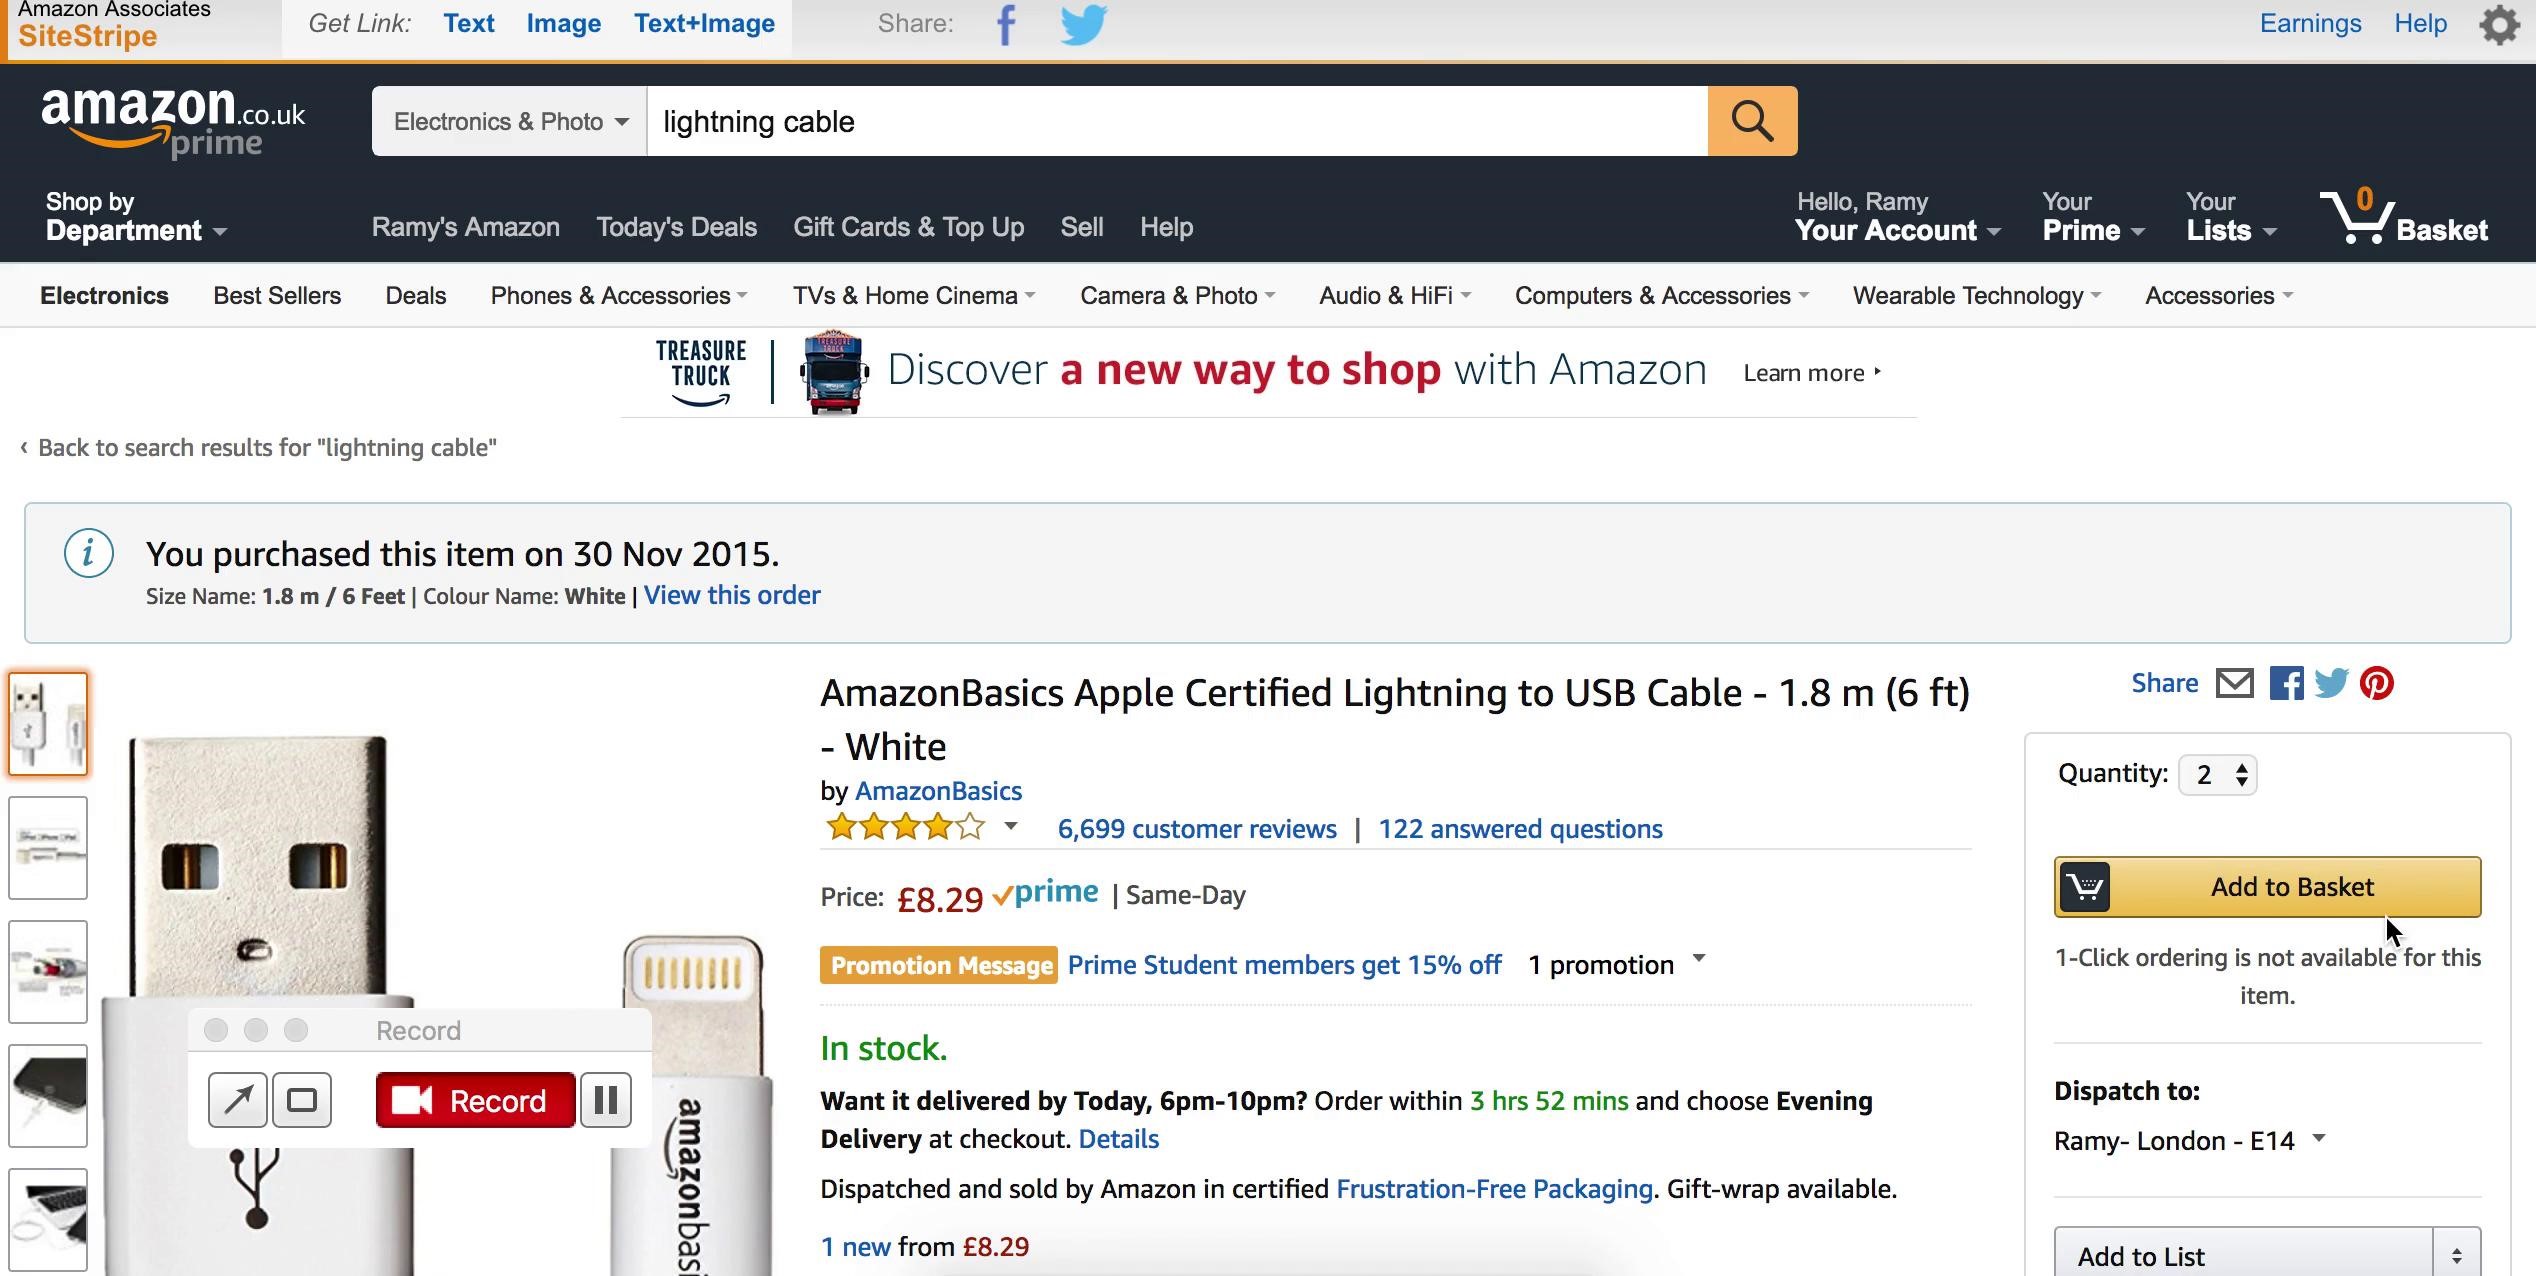 Amazon Associates
SiteStripe
Get Link: Text Image Text+Image
Share:
Earnings Help
amazon.co.uk
prime
Electronics & Photo
lightning cable
Shop by
Department
Ramy's Amazon Today's Deals Gift Cards & Top Up Sell Help
Hello, Ramy
Your Account
Your
Prime
Your
Lists
0
Basket
Electronics Best Sellers Deals Phones & Accessories TVs & Home Cinema Camera & Photo Audio & HiFi Computers & Accessories Wearable Technology Accessories
TREASURE
TRUCK
Discover a new way to shop with Amazon Learn more
‹ Back to search results for "lightning cable"
You purchased this item on 30 Nov 2015.
Size Name: 1.8 m / 6 Feet | Colour Name: White | View this order
AmazonBasics Apple Certified Lightning to USB Cable - 1.8 m (6 ft)
- White
by AmazonBasics
6,699 customer reviews | 122 answered questions
Price: £8.29 prime | Same-Day
Promotion Message Prime Student members get 15% off 1 promotion
In stock.
Want it delivered by Today, 6pm-10pm? Order within 3 hrs 52 mins and choose Evening
Delivery at checkout. Details
Dispatched and sold by Amazon in certified Frustration-Free Packaging. Gift-wrap available.
1 new from £8.29
Record
Record
amazonbasi
Share
Quantity: 2
Add to Basket
1-Click ordering is not available for this
item.
Dispatch to:
Ramy- London - E14
Add to List